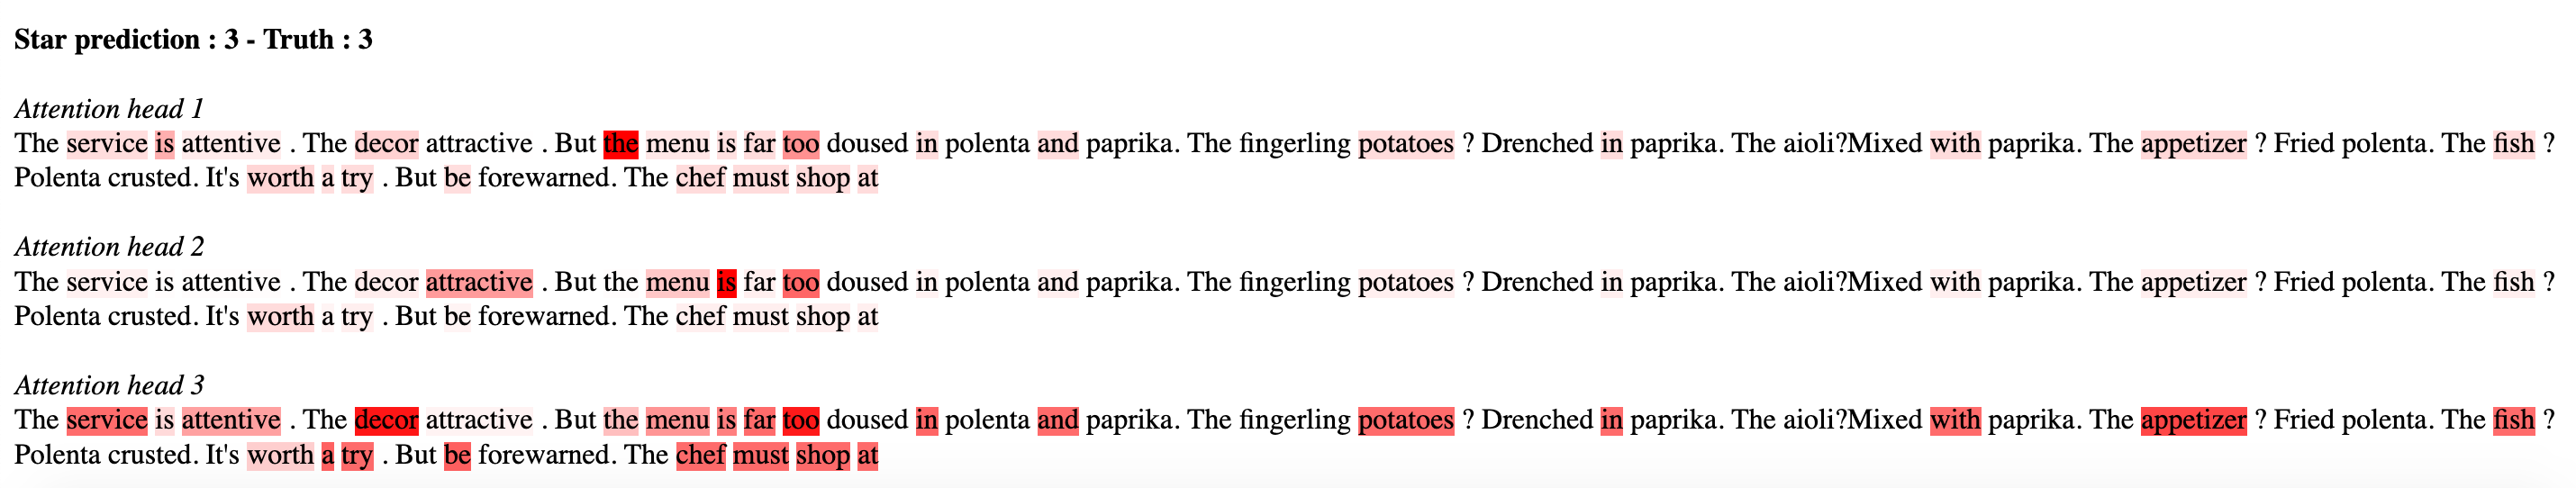 Star prediction : 3 - Truth : 3
Attention head 1
The service is attentive . The decor attractive . But the menu is far too doused in polenta and paprika. The fingerling potatoes ? Drenched in paprika. The aioli?Mixed with paprika. The appetizer ? Fried polenta. The fish ?
Polenta crusted. It's worth a try . But be forewarned. The chef must shop at
Attention head 2
The service is attentive . The decor attractive . But the menu is far too doused in polenta and paprika. The fingerling potatoes ? Drenched in paprika. The aioli?Mixed with paprika. The appetizer ? Fried polenta. The fish ?
Polenta crusted. It's worth a try . But be forewarned. The chef must shop at
Attention head 3
The service is attentive . The decor attractive . But the menu is far too doused in polenta and paprika. The fingerling potatoes ? Drenched in paprika. The aioli?Mixed with paprika. The appetizer ? Fried polenta. The fish ?
Polenta crusted. It's worth a try . But be forewarned. The chef must shop at